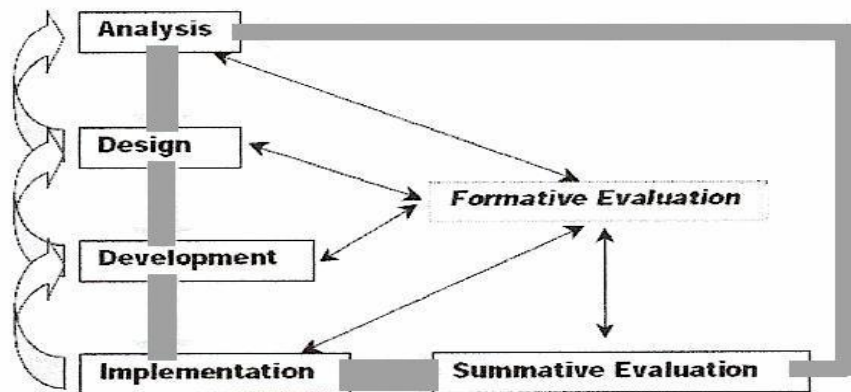 Analysis
Design
Formative Evaluation
Development
Implementation
Summative Evaluation